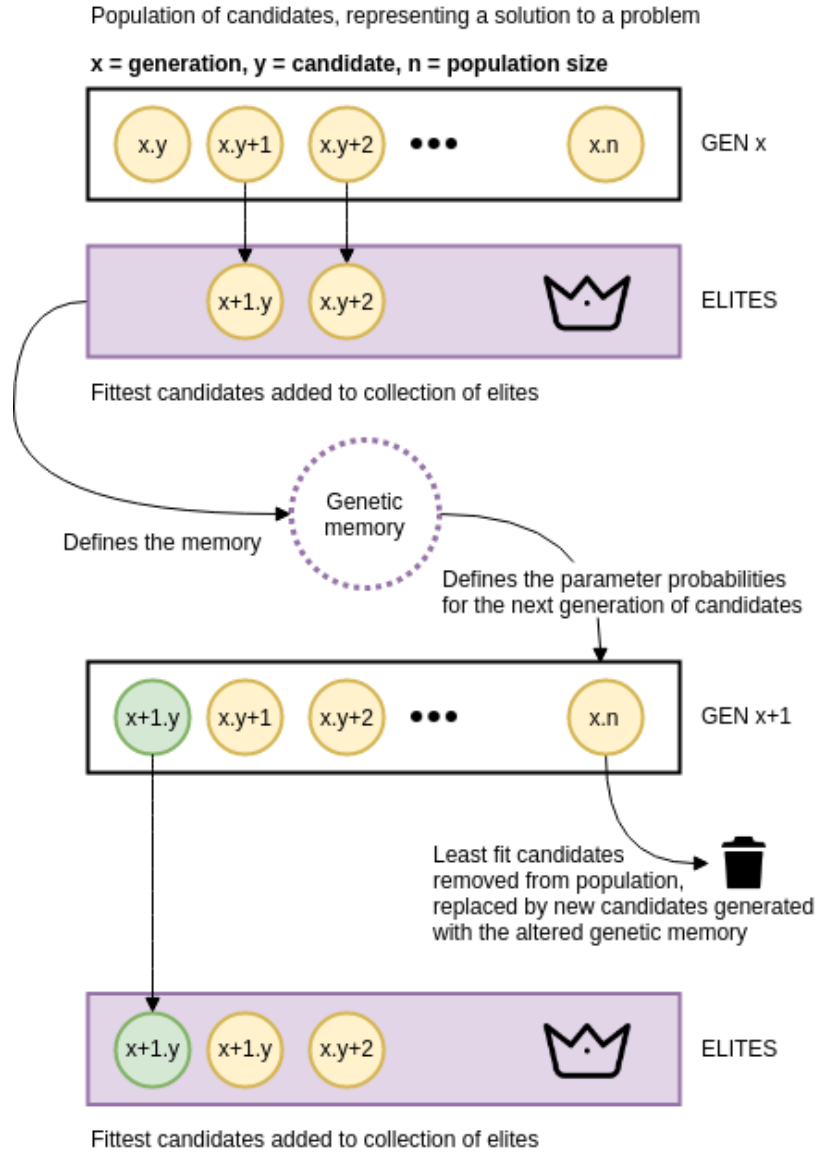 Population of candidates, representing a solution to a problem
x = generation, y = candidate, n = population size
x.y x.y+1 x.y+2 ••• x.n GEN x
x+1.y x.y+2 ELITES
Fittest candidates added to collection of elites
Genetic
memory
Defines the memory
Defines the parameter probabilities
for the next generation of candidates
x+1.y x.y+1 x.y+2 ••• x.n GEN x+1
Least fit candidates
removed from population,
replaced by new candidates generated
with the altered genetic memory
x+1.y x+1.y x.y+2 ELITES
Fittest candidates added to collection of elites